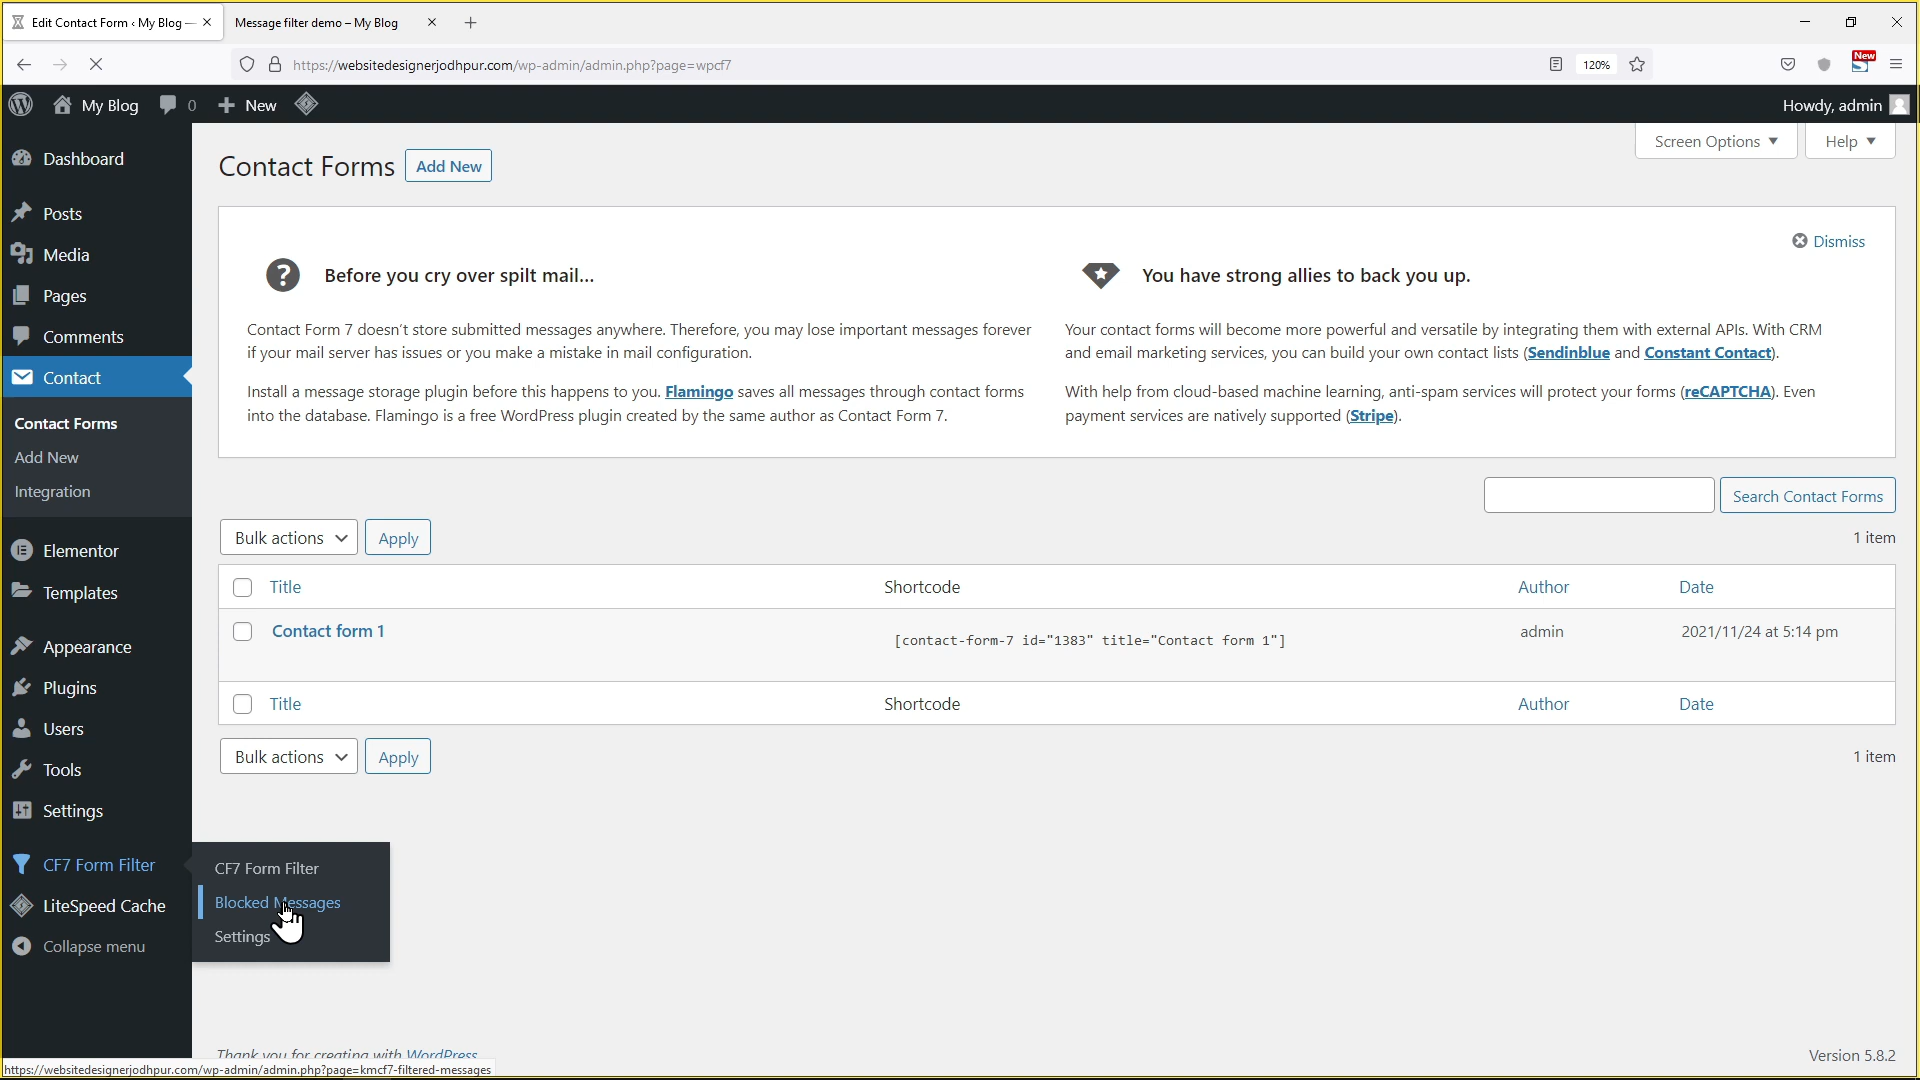 Edit Contact Form ‹ My Blog —
Message filter demo – My Blog
https://websitedesignerjodhpur.com/wp-admin/admin.php?page=wpcf7
120%
New
My Blog
0
New
Howdy, admin
Screen Options
Help
Contact Forms
Add New
Dashboard
Posts
Media
Pages
Comments
Contact
Contact Forms
Add New
Integration
Elementor
Templates
Appearance
Plugins
Users
Tools
Settings
CF7 Form Filter
LiteSpeed Cache
Collapse menu
CF7 Form Filter
Blocked Messages
Settings
Dismiss
Before you cry over spilt mail...
Contact Form 7 doesn't store submitted messages anywhere. Therefore, you may lose important messages forever
if your mail server has issues or you make a mistake in mail configuration.
Install a message storage plugin before this happens to you. Flamingo saves all messages through contact forms
into the database. Flamingo is a free WordPress plugin created by the same author as Contact Form 7.
You have strong allies to back you up.
Your contact forms will become more powerful and versatile by integrating them with external APIs. With CRM
and email marketing services, you can build your own contact lists (Sendinblue and Constant Contact).
With help from cloud-based machine learning, anti-spam services will protect your forms (reCAPTCHA). Even
payment services are natively supported (Stripe).
Search Contact Forms
Bulk actions
Apply
1 item
Title
Shortcode
Author
Date
Contact form 1
[contact-form-7 id="1383" title="Contact form 1"]
admin
2021/11/24 at 5:14 pm
Title
Shortcode
Author
Date
Bulk actions
Apply
1 item
Thank you for creating with WordPress
Version 5.8.2
https://websitedesignerjodhpur.com/wp-admin/admin.php?page=kmcf7-filtered-messages